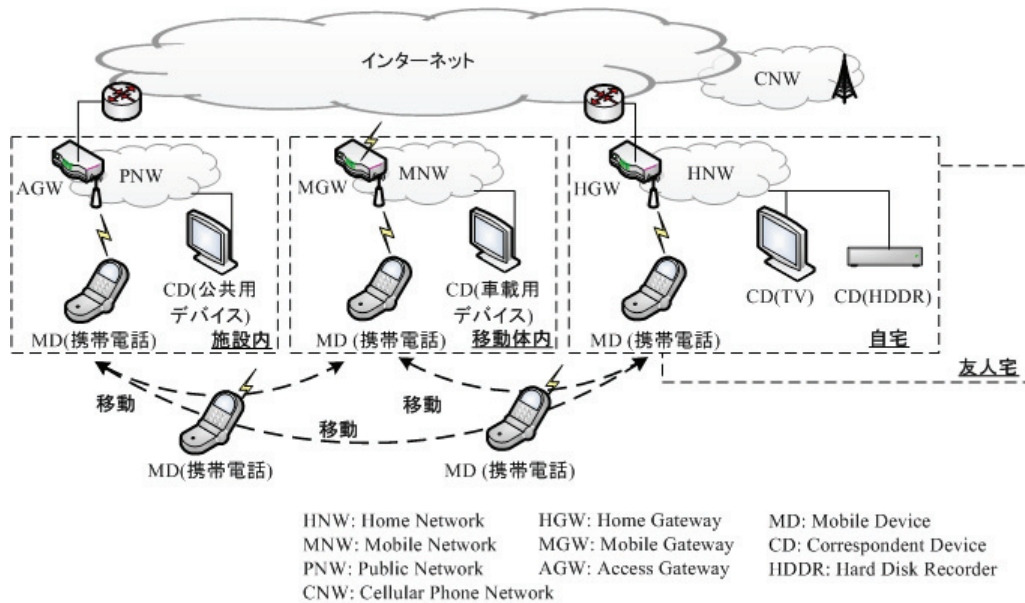 インターネット
CNW
AGW
PNW
CD(公共用
デバイス)
MD(携帯電話)
施設内
MGW
MNW
CD(車載用
デバイス)
MD (携帯電話)
移動体内
HGW
HNW
CD(TV)
CD(HDDR)
MD (携帯電話)
自宅
友人宅
移動
移動
移動
MD(携帯電話)
MD (携帯電話)
HNW: Home Network
MNW: Mobile Network
PNW: Public Network
CNW: Cellular Phone Network
HGW: Home Gateway
MGW: Mobile Gateway
AGW: Access Gateway
MD: Mobile Device
CD: Correspondent Device
HDDR: Hard Disk Recorder